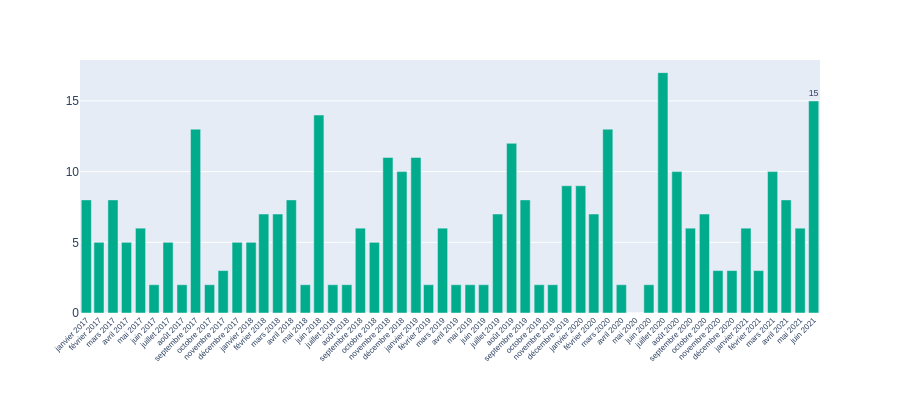 15
10
5
0
15
janvier 2017
février 2017
mars 2017
avril 2017
mai 2017
juin 2017
juillet 2017
août 2017
septembre 2017
octobre 2017
novembre 2017
décembre 2017
janvier 2018
février 2018
mars 2018
avril 2018
mai 2018
juin 2018
juillet 2018
août 2018
septembre 2018
octobre 2018
novembre 2018
décembre 2018
janvier 2019
février 2019
mars 2019
avril 2019
mai 2019
juin 2019
juillet 2019
août 2019
septembre 2019
octobre 2019
novembre 2019
décembre 2019
janvier 2020
février 2020
mars 2020
avril 2020
mai 2020
juin 2020
juillet 2020
août 2020
septembre 2020
octobre 2020
novembre 2020
décembre 2020
janvier 2021
février 2021
mars 2021
avril 2021
mai 2021
juin 2021